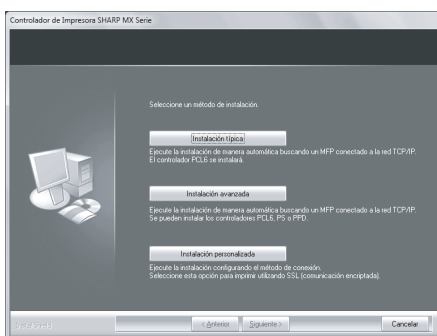 Controlador de Impresora SHARP MX Serie
Seleccione un método de instalación.
Instalación típica
Ejecute la instalación de manera automática buscando un MFP conectado a la red TCP/IP.
El controlador PCL6 se instalará.
Instalación avanzada
Ejecute la instalación de manera automática buscando un MFP conectado a la red TCP/IP.
Se pueden instalar los controladores PCL6, PS o PPD.
Instalación personalizada
Ejecute la instalación configurando el método de conexión.
Seleccione esta opción para imprimir utilizando SSL (comunicación encriptada).
InstallShield
< Anterior
Siguiente >
Cancelar